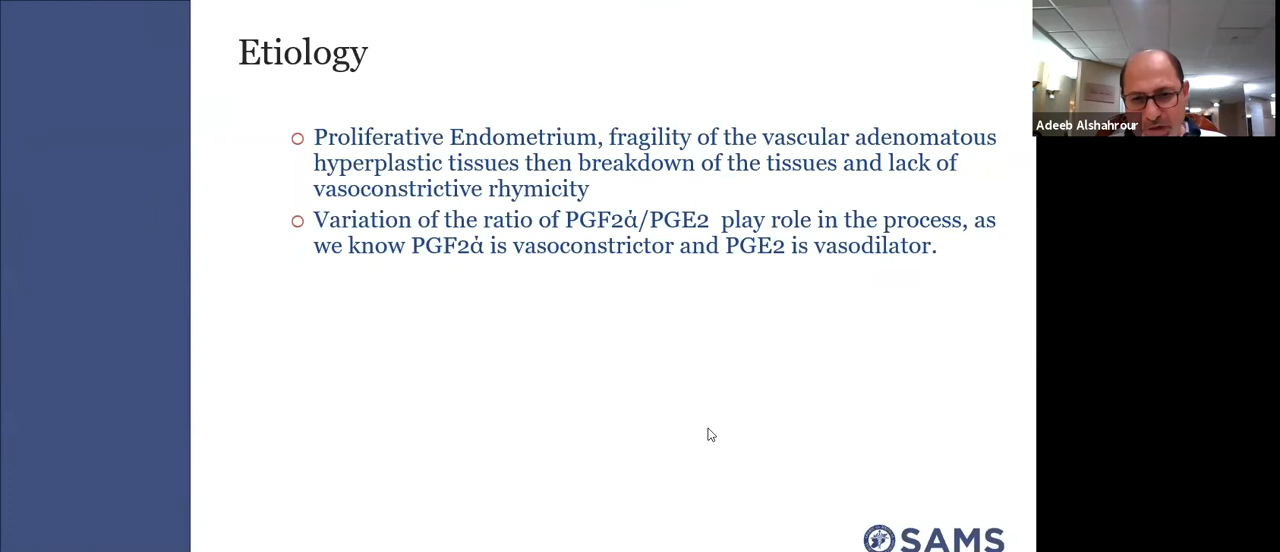 Etiology
Proliferative Endometrium, fragility of the vascular adenomatous
hyperplastic tissues then breakdown of the tissues and lack of
vasoconstrictive rhymicity
Variation of the ratio of PGF2ἀ/PGE2 play role in the process, as
we know PGF2ἀ is vasoconstrictor and PGE2 is vasodilator.
Adeeb Alshahrour
SAMS